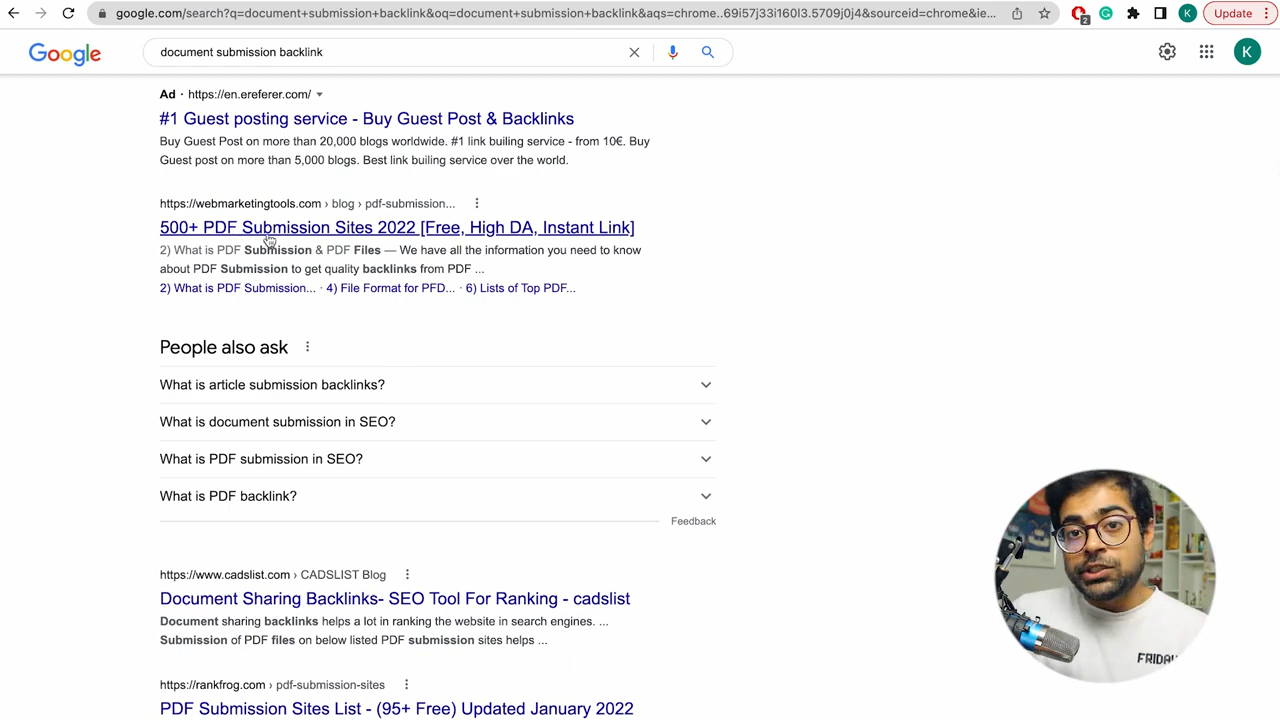 google.com/search?q=document+submission+backlink&oq=document+submission+backlink&aqs=chrome..69i57j33i160l3.5709j0j4&sourceid=chrome&ie...
2
K
Update
Google
document submission backlink
K
Ad · https://en.ereferer.com/
#1 Guest posting service - Buy Guest Post & Backlinks
Buy Guest Post on more than 20,000 blogs worldwide. #1 link builing service - from 10€. Buy
Guest post on more than 5,000 blogs. Best link builing service over the world.
https://webmarketingtools.com › blog › pdf-submission...
500+ PDF Submission Sites 2022 [Free, High DA, Instant Link]
2) What is PDF Submission & PDF Files — We have all the information you need to know
about PDF Submission to get quality backlinks from PDF ...
2) What is PDF Submission... · 4) File Format for PFD... · 6) Lists of Top PDF...
People also ask
What is article submission backlinks?
What is document submission in SEO?
What is PDF submission in SEO?
What is PDF backlink?
Feedback
https://www.cadslist.com › CADSLIST Blog
Document Sharing Backlinks- SEO Tool For Ranking - cadslist
Document sharing backlinks helps a lot in ranking the website in search engines. ...
Submission of PDF files on below listed PDF submission sites helps ...
FRIDAY
https://rankfrog.com › pdf-submission-sites
PDF Submission Sites List - (95+ Free) Updated January 2022